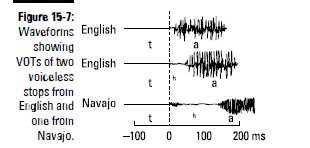 Figure 15-7:
Waveforms
showing
VOTs of two
voiceless
stops from
English and
one from
Navajo.
English
t a
English
t h a
Navajo
t h a
−100 0 100 200 ms